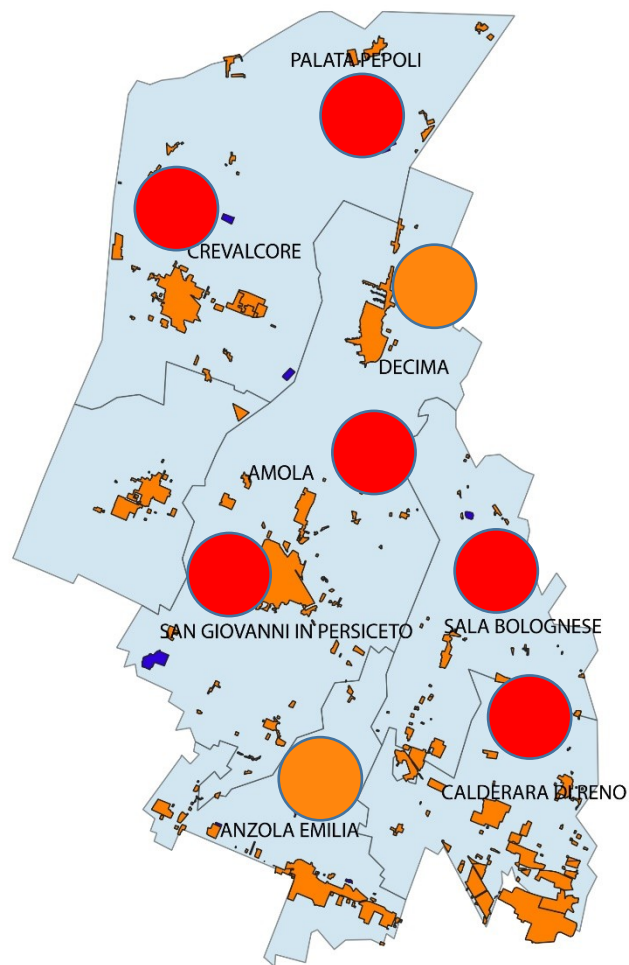 PALATA PEPOLI
CREVALCORE
DECIMA
AMOLA
SAN GIOVANNI IN PERSICETO
SALA BOLOGNESE
CALDERARA DI RENO
ANZOLA EMILIA